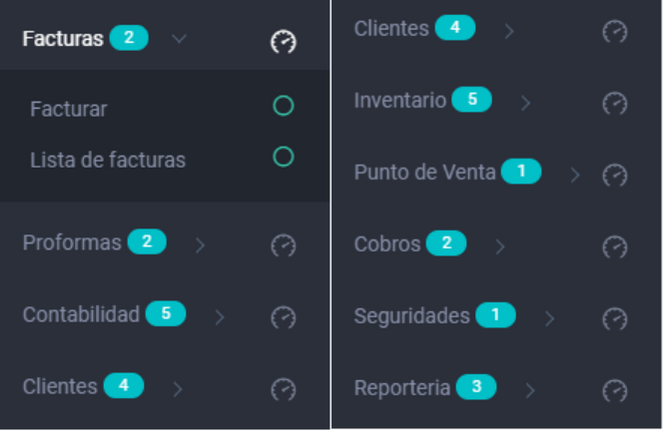 Facturas 2
Facturar
Lista de facturas
Proformas 2
Contabilidad 5
Clientes 4
Clientes 4
Inventario 5
Punto de Venta 1
Cobros 2
Seguridades 1
Reporteria 3